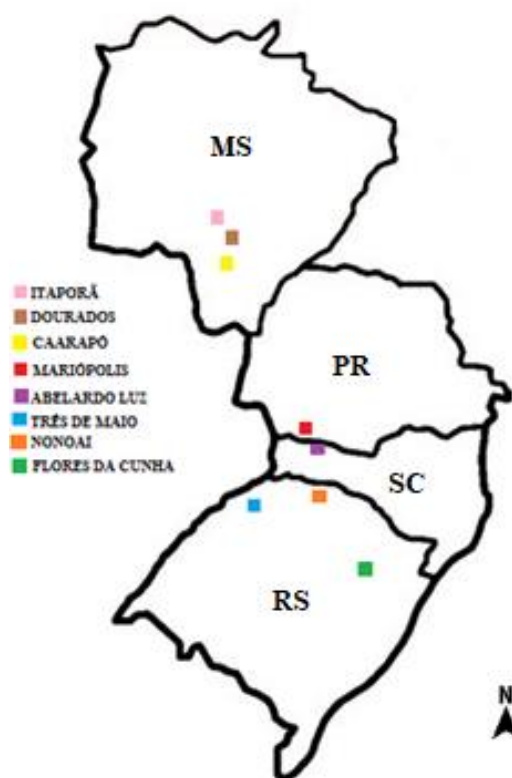 MS
ITAPORÃ
DOURADOS
CAARAPÓ
MARIÓPOLIS
ABELARDO LUZ
TRÊS DE MAIO
NONOAI
FLORES DA CUNHA
PR
SC
RS
N